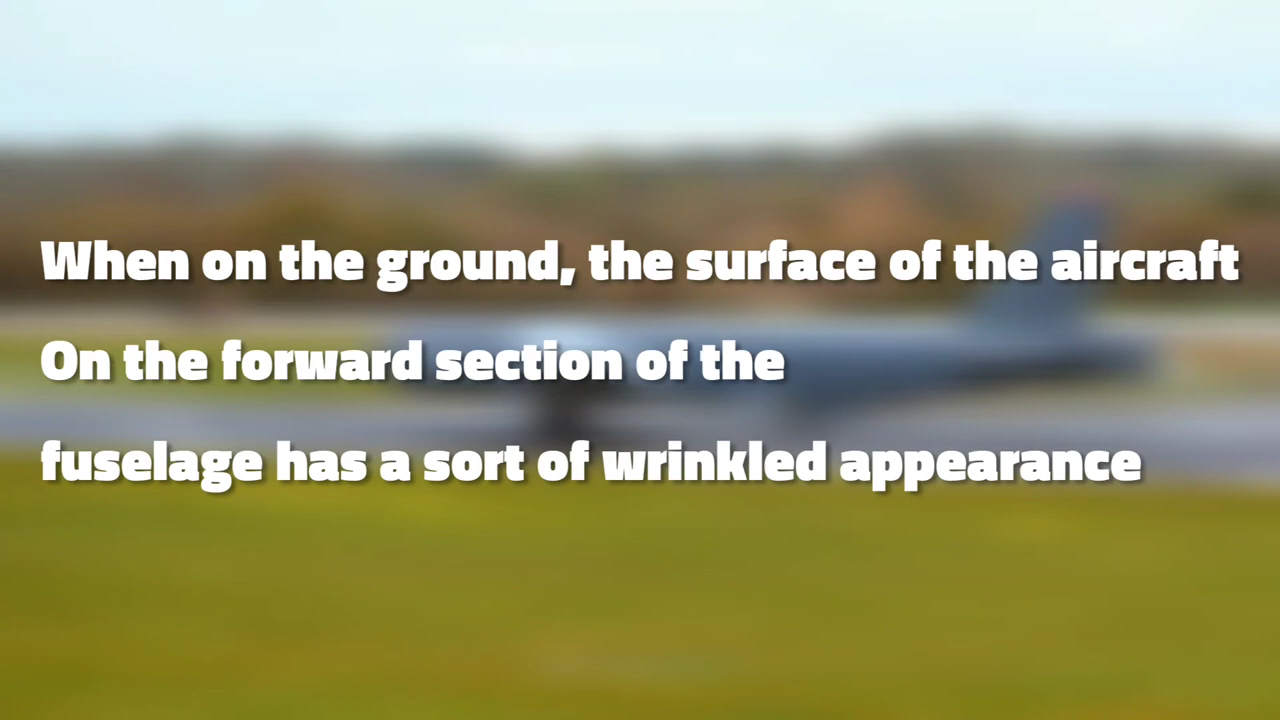 When on the ground, the surface of the aircraft
On the forward section of the
fuselage has a sort of wrinkled appearance